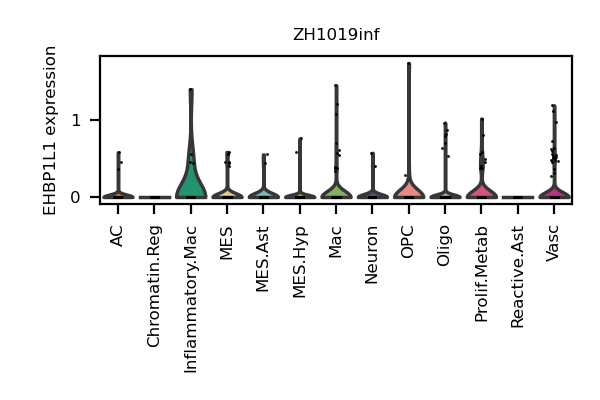 ZH1019inf
EHBP1L1 expression
1
0
AC
Chromatin.Reg
Inflammatory.Mac
MES
MES.Ast
MES.Hyp
Mac
Neuron
OPC
Oligo
Prolif.Metab
Reactive.Ast
Vasc